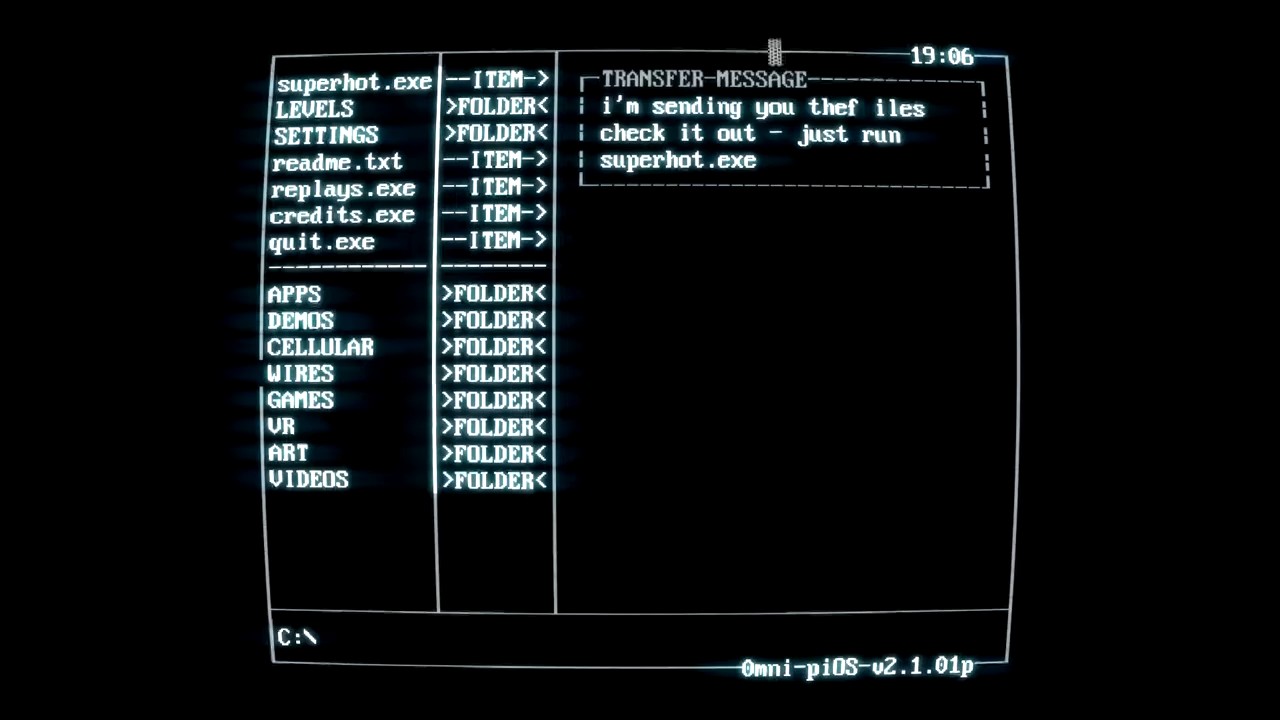 19:06
superhot.exe --ITEM->
LEVELS >FOLDER<
SETTINGS >FOLDER<
readme.txt --ITEM->
replays.exe --ITEM->
credits.exe --ITEM->
quit.exe --ITEM->
------------ --------
APPS >FOLDER<
DEMOS >FOLDER<
CELLULAR >FOLDER<
WIRES >FOLDER<
GAMES >FOLDER<
VR >FOLDER<
ART >FOLDER<
VIDEOS >FOLDER<
TRANSFER-MESSAGE
i'm sending you thef iles
check it out - just run
superhot.exe
C:\
0mni-piOS-v2.1.01p